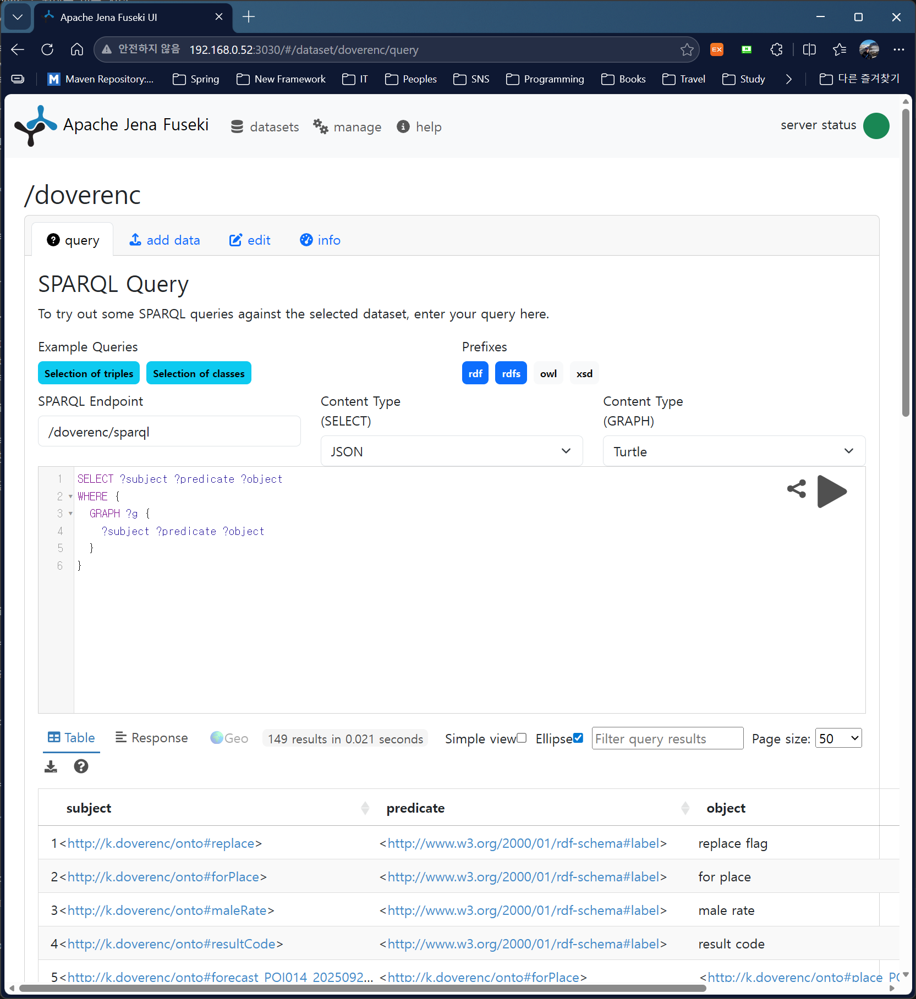 Apache Jena Fuseki UI
안전하지 않음 192.168.0.52:3030/#/dataset/doverenc/query
EX
M Maven Repository:... Spring New Framework IT Peoples SNS Programming Books Travel Study 다른 즐겨찾기
Apache Jena Fuseki datasets manage help server status
/doverenc
query add data edit info
SPARQL Query
To try out some SPARQL queries against the selected dataset, enter your query here.
Example Queries Prefixes
Selection of triples Selection of classes rdf rdfs owl xsd
SPARQL Endpoint Content Type (SELECT) Content Type (GRAPH)
/doverenc/sparql JSON Turtle
1 SELECT ?subject ?predicate ?object
2 WHERE {
3 GRAPH ?g {
4 ?subject ?predicate ?object
5 }
6 }
Table Response Geo 149 results in 0.021 seconds Simple view Ellipse Filter query results Page size: 50
subject predicate object
1 <http://k.doverenc/onto#replace> <http://www.w3.org/2000/01/rdf-schema#label> replace flag
2 <http://k.doverenc/onto#forPlace> <http://www.w3.org/2000/01/rdf-schema#label> for place
3 <http://k.doverenc/onto#maleRate> <http://www.w3.org/2000/01/rdf-schema#label> male rate
4 <http://k.doverenc/onto#resultCode> <http://www.w3.org/2000/01/rdf-schema#label> result code
5 <http://k.doverenc/onto#forecast_POI014_2025092... <http://k.doverenc/onto#forPlace> <http://k.doverenc/onto#place_PO